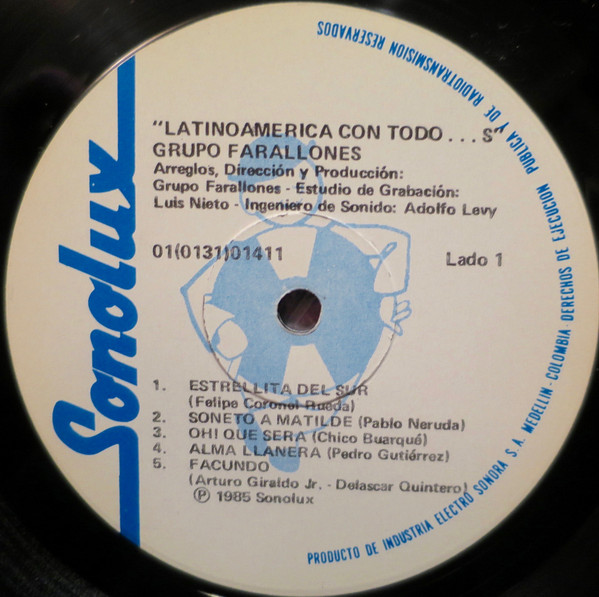 Sonolux
"LATINOAMERICA CON TODO . . . S"
GRUPO FARALLONES
Arreglos, Dirección y Producción:
Grupo Farallones - Estudio de Grabación:
Luis Nieto - Ingeniero de Sonido: Adolfo Levy
01(0131)01411
Lado 1
1. ESTRELLITA DEL SUR
(Felipe Coronel Rueda)
2. SONETO A MATILDE (Pablo Neruda)
3. OH! QUE SERA (Chico Buarqué)
4. ALMA LLANERA (Pedro Gutiérrez)
5. FACUNDO
(Arturo Giraldo Jr. - Delascar Quintero)
Ⓟ 1985 Sonolux
PRODUCTO DE INDUSTRIA ELECTRO SONORA S.A. MEDELLIN - COLOMBIA - DERECHOS DE EJECUCION PUBLICA Y DE RADIOTRANSMISION RESERVADOS